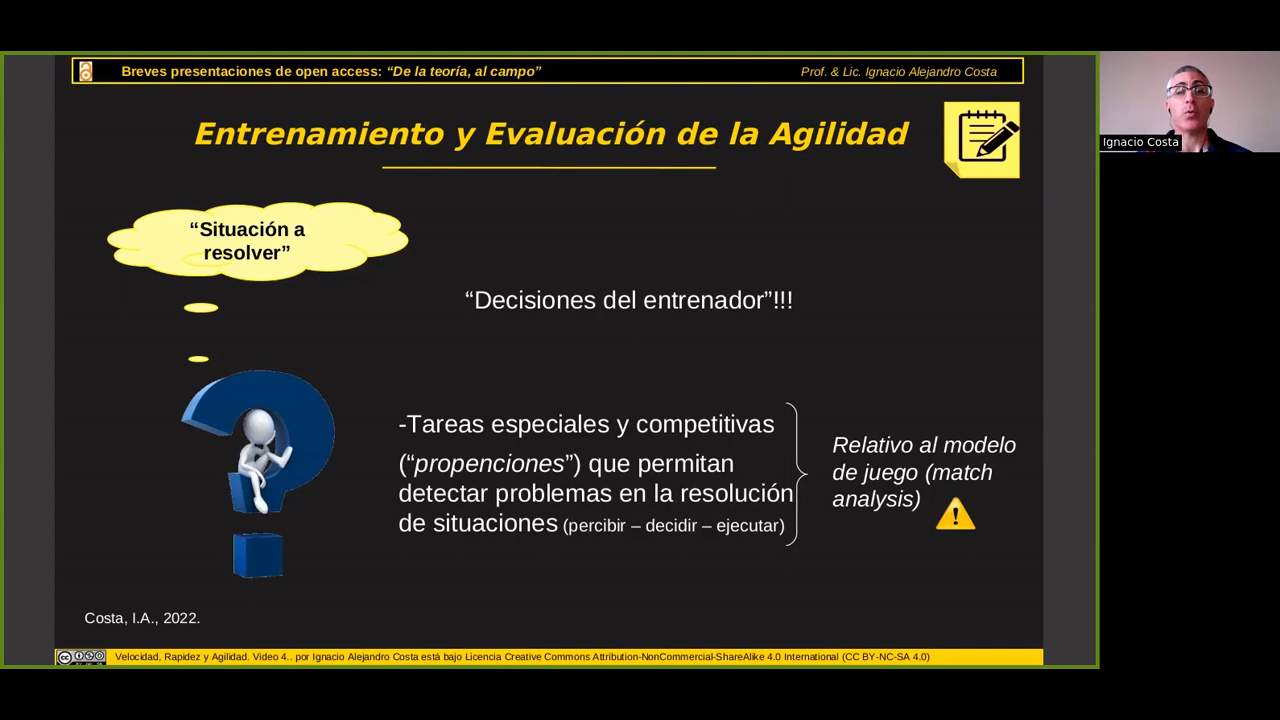 Breves presentaciones de open access: “De la teoría, al campo”
Prof. & Lic. Ignacio Alejandro Costa
Entrenamiento y Evaluación de la Agilidad
“Situación a
resolver”
“Decisiones del entrenador”!!!
-Tareas especiales y competitivas
(“propenciones”) que permitan
detectar problemas en la resolución
de situaciones (percibir – decidir – ejecutar)
Relativo al modelo
de juego (match
analysis)
Costa, I.A., 2022.
Velocidad, Rapidez y Agilidad. Video 4.. por Ignacio Alejandro Costa está bajo Licencia Creative Commons Attribution-NonCommercial-ShareAlike 4.0 International (CC BY-NC-SA 4.0)
Ignacio Costa